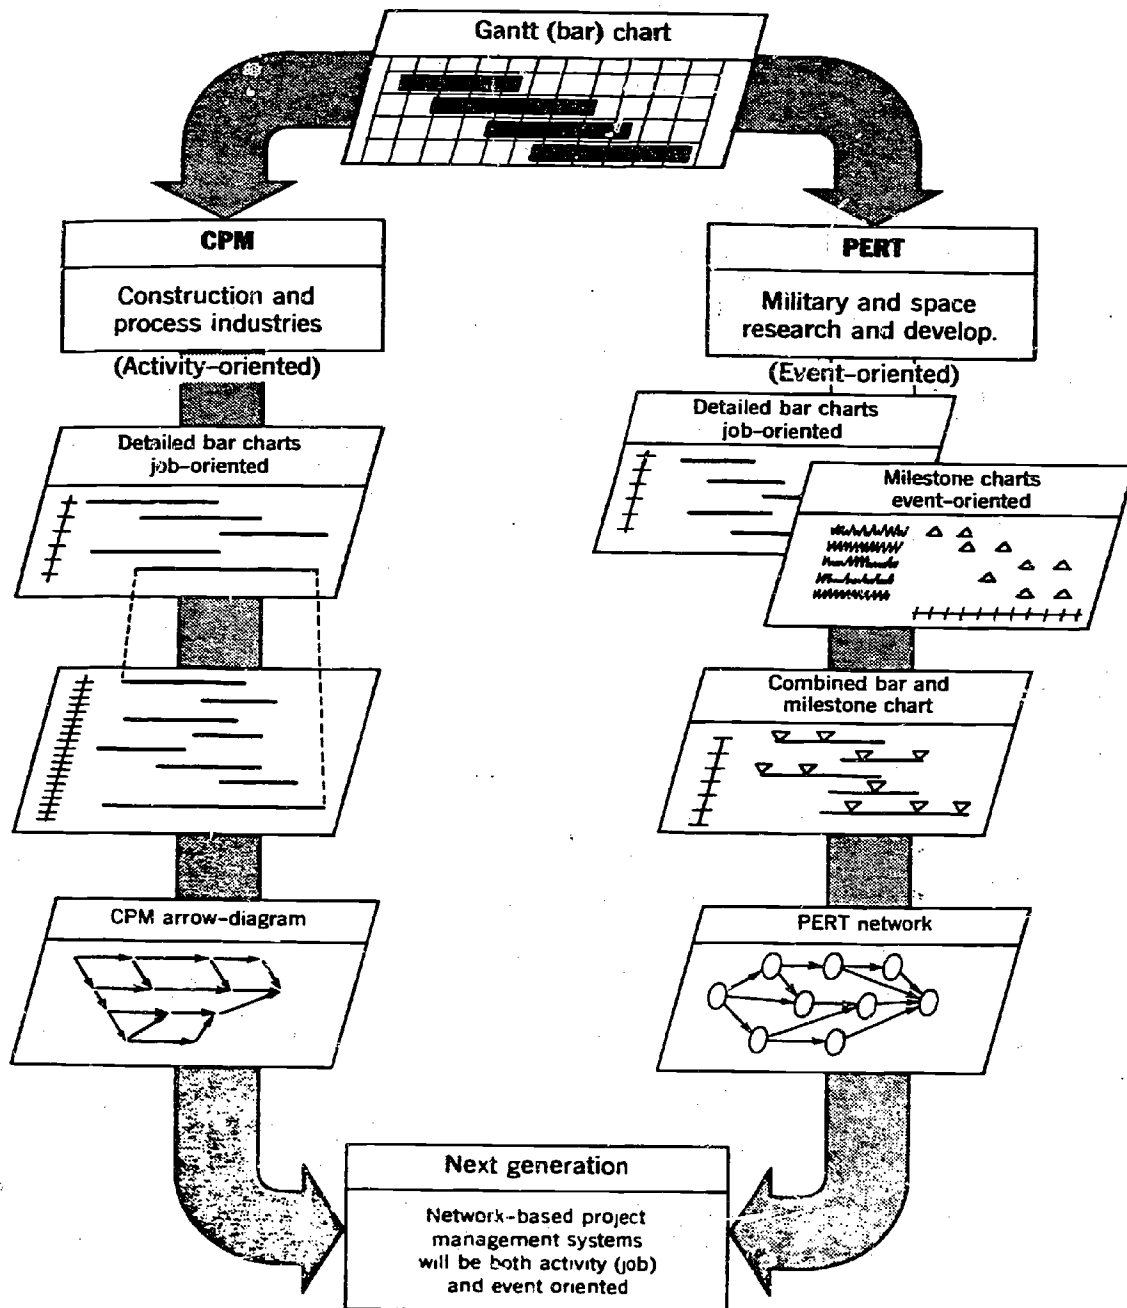 Gantt (bar) chart
CPM
Construction and
process industries
(Activity-oriented)
Detailed bar charts
job-oriented
CPM arrow-diagram
PERT
Military and space
research and develop.
(Event-oriented)
Detailed bar charts
job-oriented
Milestone charts
event-oriented
Combined bar and
milestone chart
PERT network
Next generation
Network-based project
management systems
will be both activity (job)
and event oriented